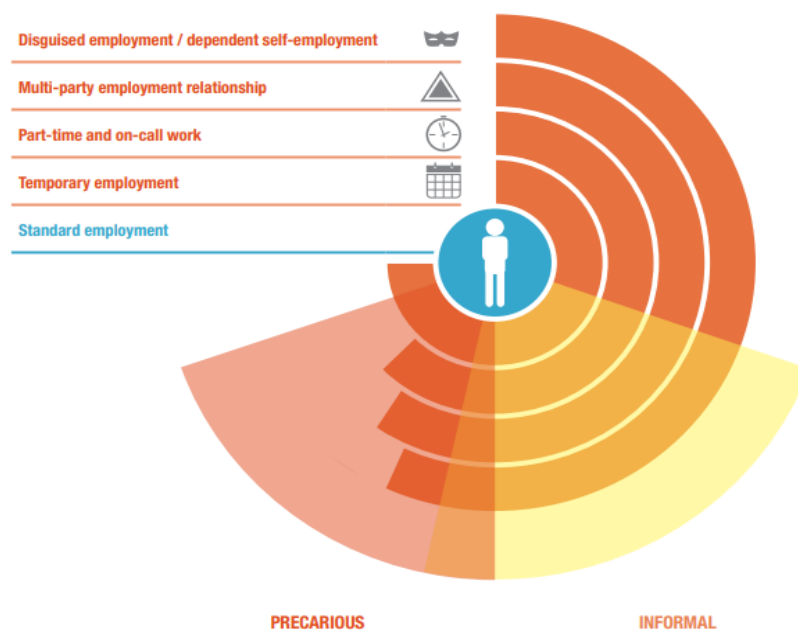 Disguised employment / dependent self-employment
Multi-party employment relationship
Part-time and on-call work
Temporary employment
Standard employment
PRECARIOUS
INFORMAL